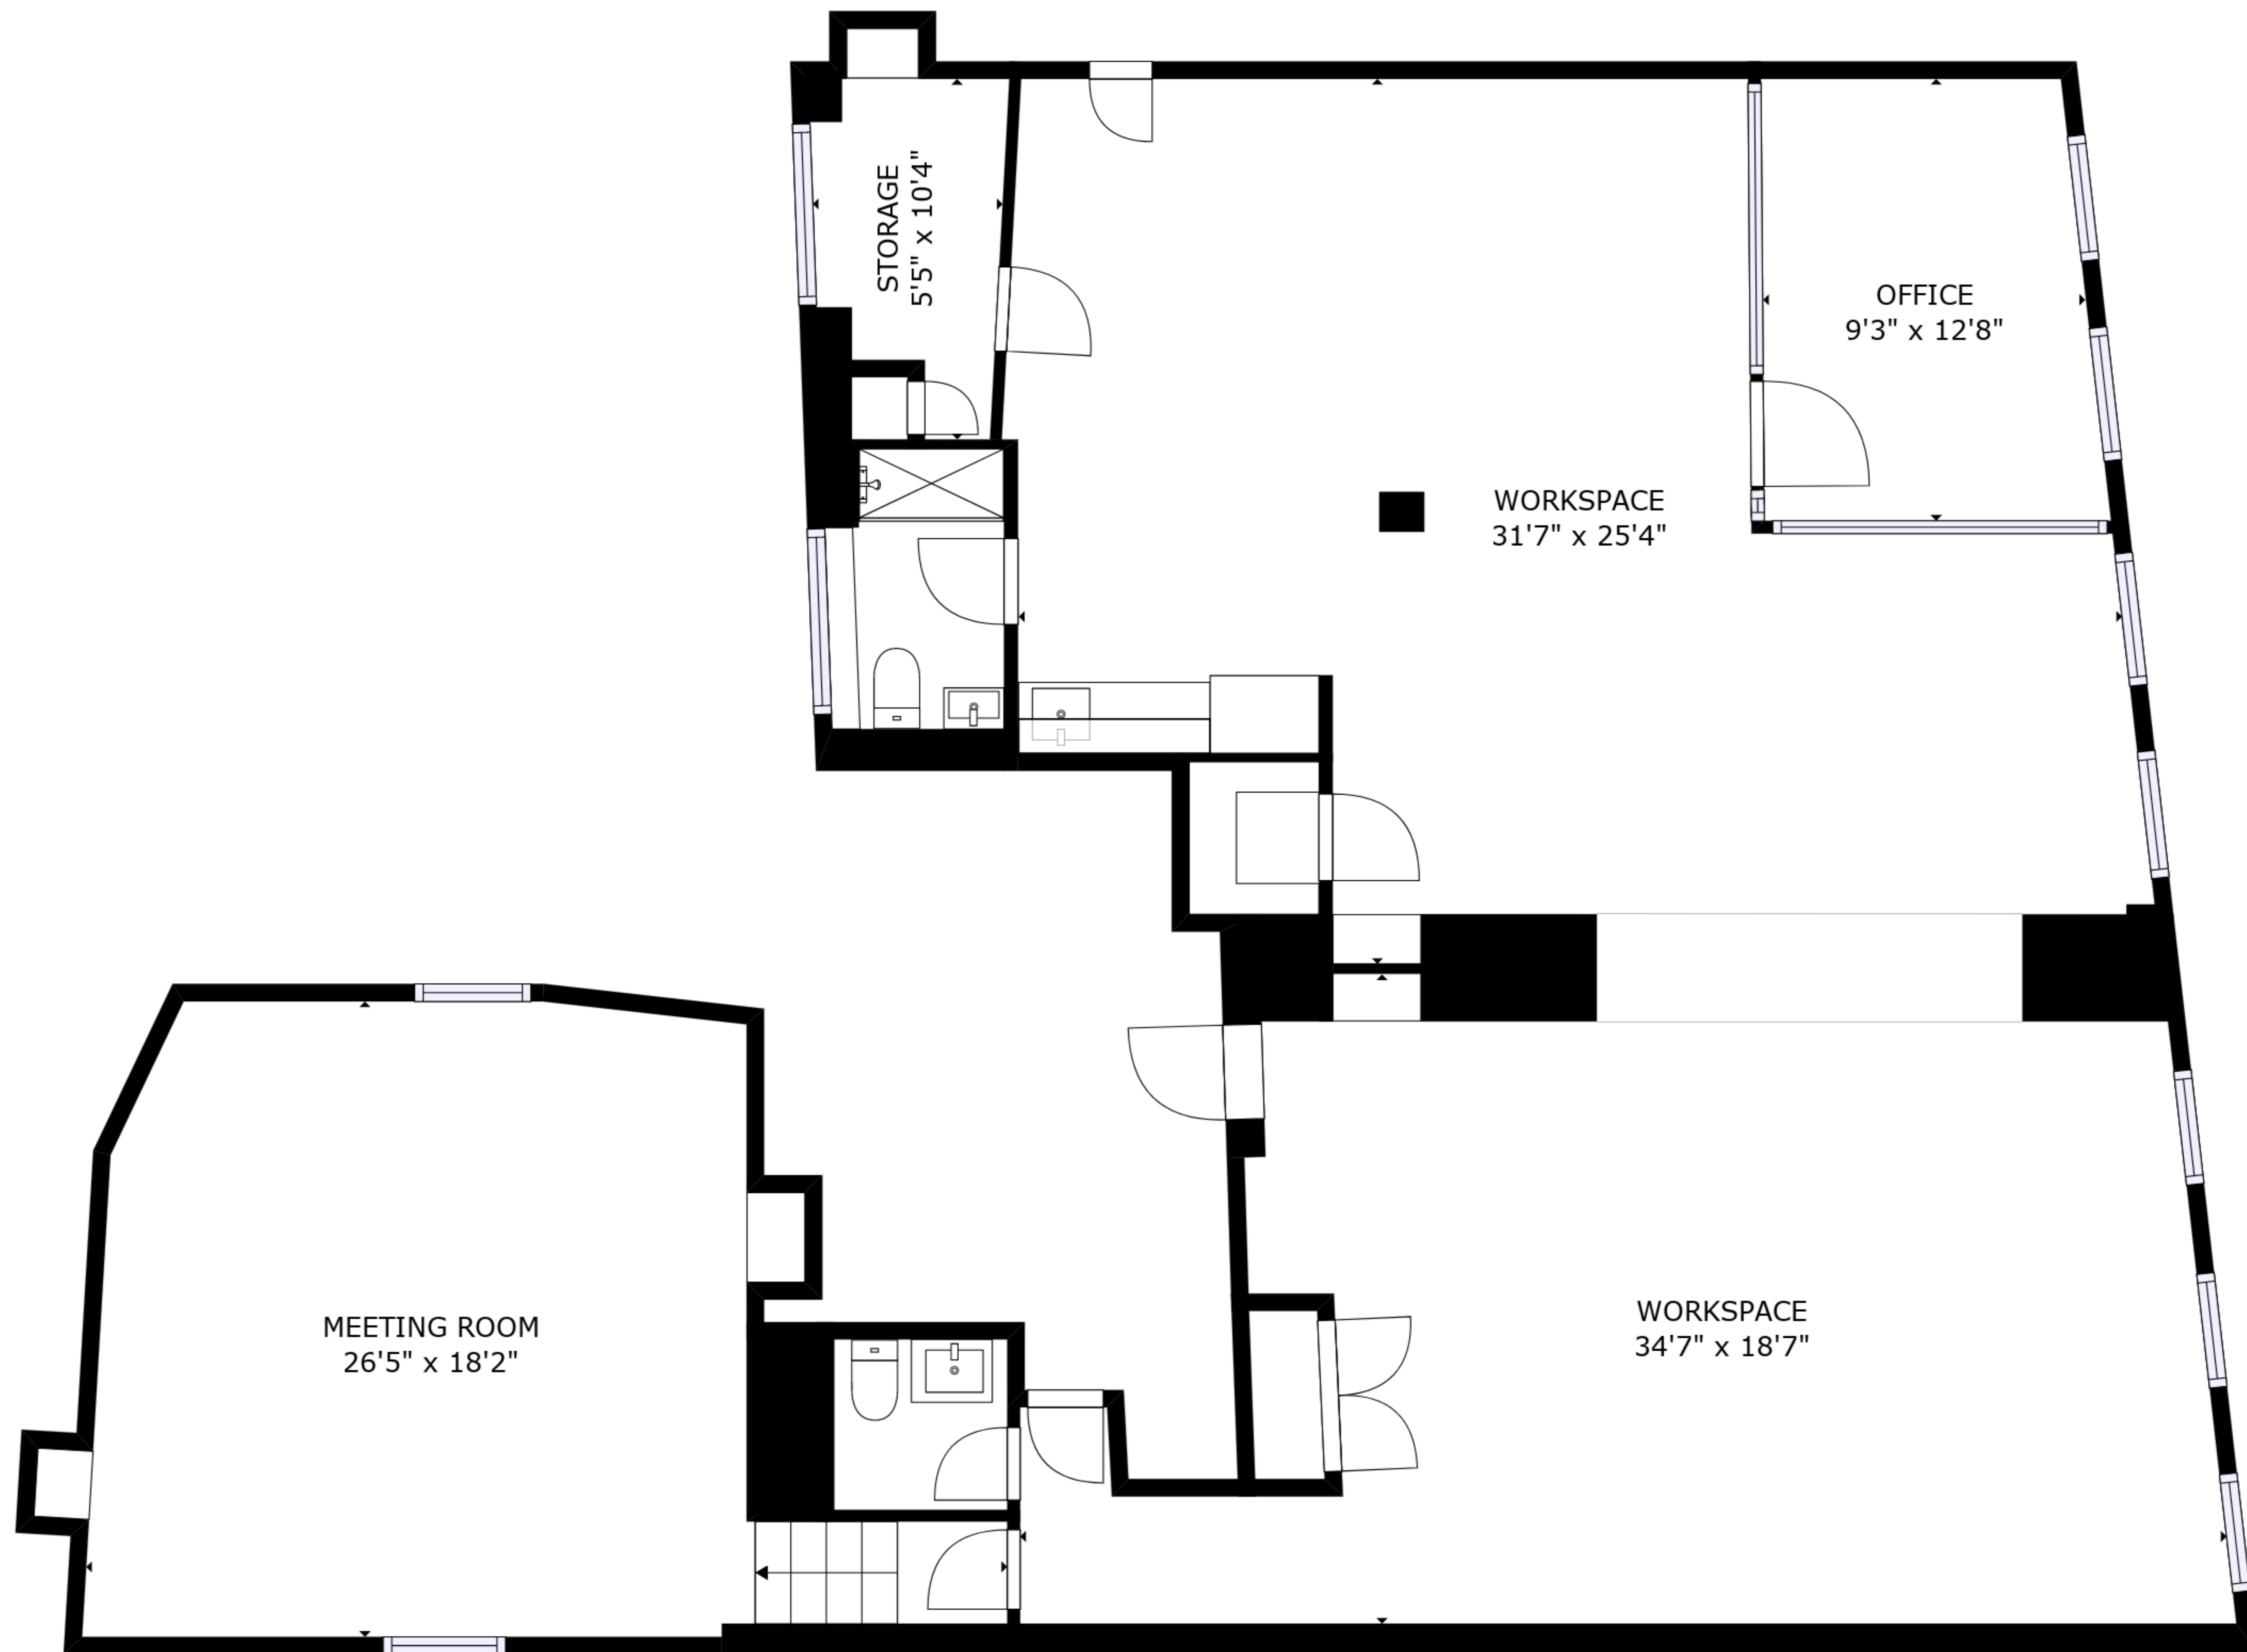 STORAGE
5'5" x 10'4"
OFFICE
9'3" x 12'8"
WORKSPACE
31'7" x 25'4"
WORKSPACE
34'7" x 18'7"
MEETING ROOM
26'5" x 18'2"